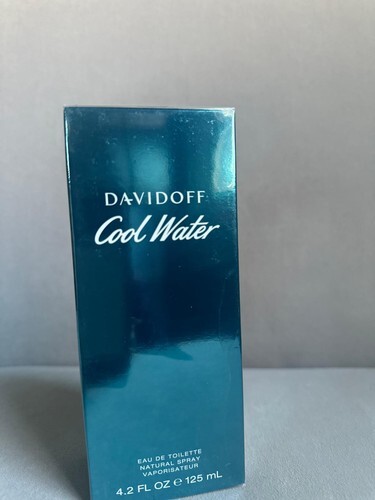 DAVIDOFF
Cool Water
EAU DE TOILETTE
NATURAL SPRAY
VAPORISATEUR
4.2 FL OZ ℮ 125 mL